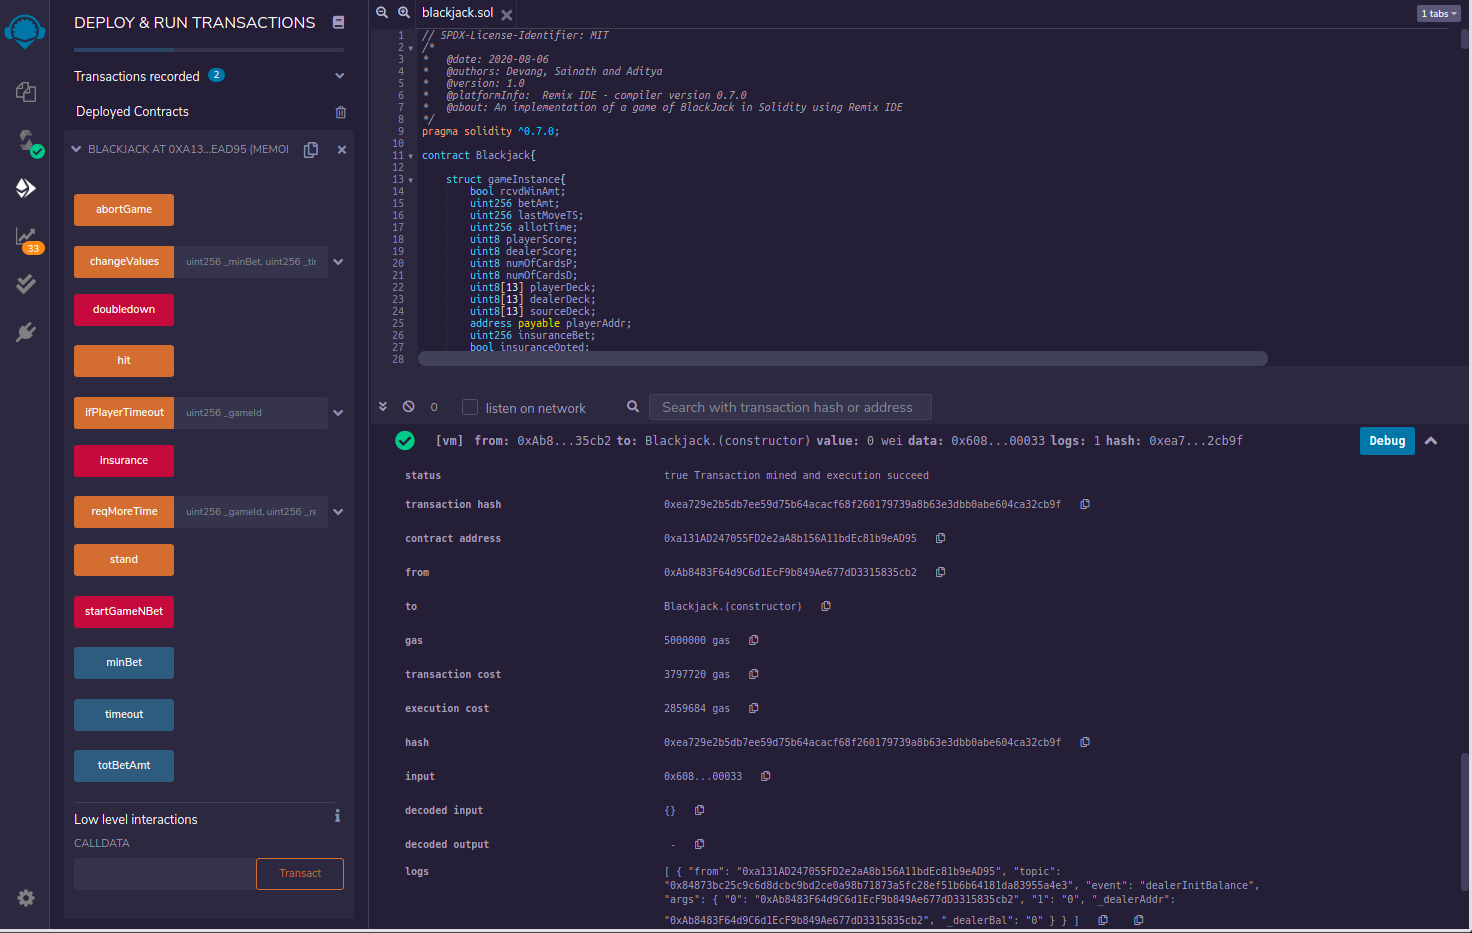 DEPLOY & RUN TRANSACTIONS
Transactions recorded 2
Deployed Contracts
BLACKJACK AT 0XA13...EAD95 (MEMOI
abortGame
changeValues uint256 _minBet, uint256 _tir
doubledown
hit
ifPlayerTimeout uint256 _gameId
insurance
reqMoreTime uint256 _gameId, uint256 _re
stand
startGameNBet
minBet
timeout
totBetAmt
Low level interactions
CALLDATA
Transact
33
blackjack.sol
1 tabs
1 // SPDX-License-Identifier: MIT
2 /*
3 * @date: 2020-08-06
4 * @authors: Devang, Sainath and Aditya
5 * @version: 1.0
6 * @platformInfo: Remix IDE - compiler version 0.7.0
7 * @about: An implementation of a game of BlackJack in Solidity using Remix IDE
8 */
9 pragma solidity ^0.7.0;
10
11 contract Blackjack{
12
13 struct gameInstance{
14 bool rcvdWinAmt;
15 uint256 betAmt;
16 uint256 lastMoveTS;
17 uint256 allotTime;
18 uint8 playerScore;
19 uint8 dealerScore;
20 uint8 numOfCardsP;
21 uint8 numOfCardsD;
22 uint8[13] playerDeck;
23 uint8[13] dealerDeck;
24 uint8[13] sourceDeck;
25 address payable playerAddr;
26 uint256 insuranceBet;
27 bool insuranceOpted;
28
0 listen on network Search with transaction hash or address
[vm] from: 0xAb8...35cb2 to: Blackjack.(constructor) value: 0 wei data: 0x608...00033 logs: 1 hash: 0xea7...2cb9f Debug
status true Transaction mined and execution succeed
transaction hash 0xea729e2b5db7ee59d75b64acacf68f260179739a8b63e3dbb0abe604ca32cb9f
contract address 0xa131AD247055FD2e2aA8b156A11bdEc81b9eAD95
from 0xAb8483F64d9C6d1EcF9b849Ae677dD3315835cb2
to Blackjack.(constructor)
gas 5000000 gas
transaction cost 3797720 gas
execution cost 2859684 gas
hash 0xea729e2b5db7ee59d75b64acacf68f260179739a8b63e3dbb0abe604ca32cb9f
input 0x608...00033
decoded input {}
decoded output -
logs [ { "from": "0xa131AD247055FD2e2aA8b156A11bdEc81b9eAD95", "topic":
"0x84873bc25c9c6d8dcbc9bd2ce0a98b71873a5fc28ef51b6b64181da83955a4e3", "event": "dealerInitBalance",
"args": { "0": "0xAb8483F64d9C6d1EcF9b849Ae677dD3315835cb2", "1": "0", "_dealerAddr":
"0xAb8483F64d9C6d1EcF9b849Ae677dD3315835cb2", "_dealerBal": "0" } } ]